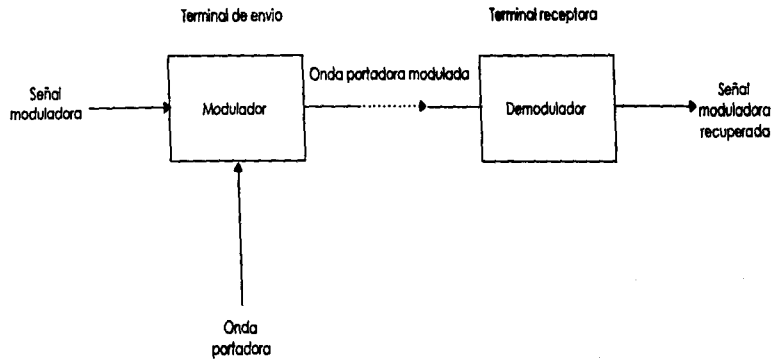 Terminal de envio
Terminal receptora
Onda portadora modulada
Señal
moduladora
Modulador
Demodulador
Señal
moduladora
recuperada
Onda
portadora